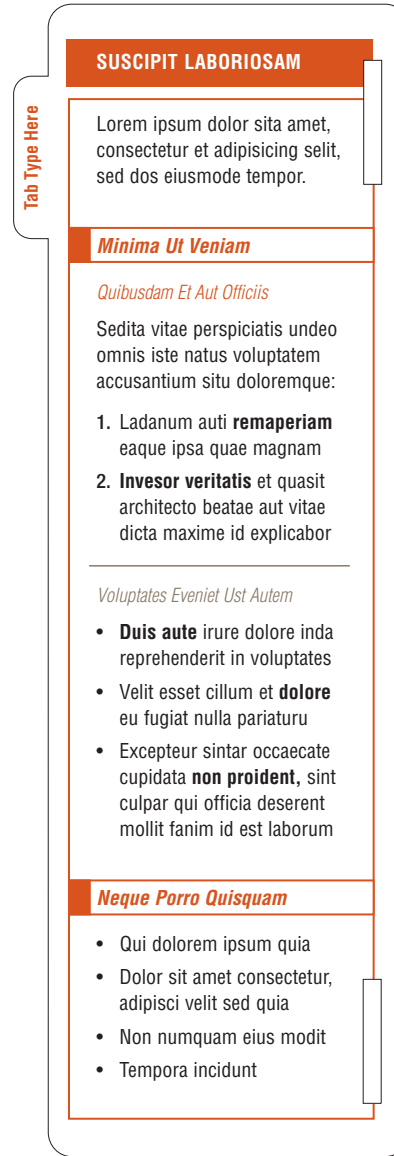 SUSCIPIT LABORIOSAM
Tab Type Here
Lorem ipsum dolor sita amet,
consectetur et adipisicing selit,
sed dos eiusmode tempor.
Minima Ut Veniam
Quibusdam Et Aut Officiis
Sedita vitae perspiciatis undeo
omnis iste natus voluptatem
accusantium situ doloremque:
1. Ladanum auti remaperiam
eaque ipsa quae magnam
2. Invesor veritatis et quasit
architecto beatae aut vitae
dicta maxime id explicabor
Voluptates Eveniet Ust Autem
• Duis aute irure dolore inda
reprehenderit in voluptates
• Velit esset cillum et dolore
eu fugiat nulla pariaturu
• Excepteur sintar occaecate
cupidata non proident, sint
culpar qui officia deserent
mollit fanim id est laborum
Neque Porro Quisquam
• Qui dolorem ipsum quia
• Dolor sit amet consectetur,
adipisci velit sed quia
• Non numquam eius modit
• Tempora incidunt